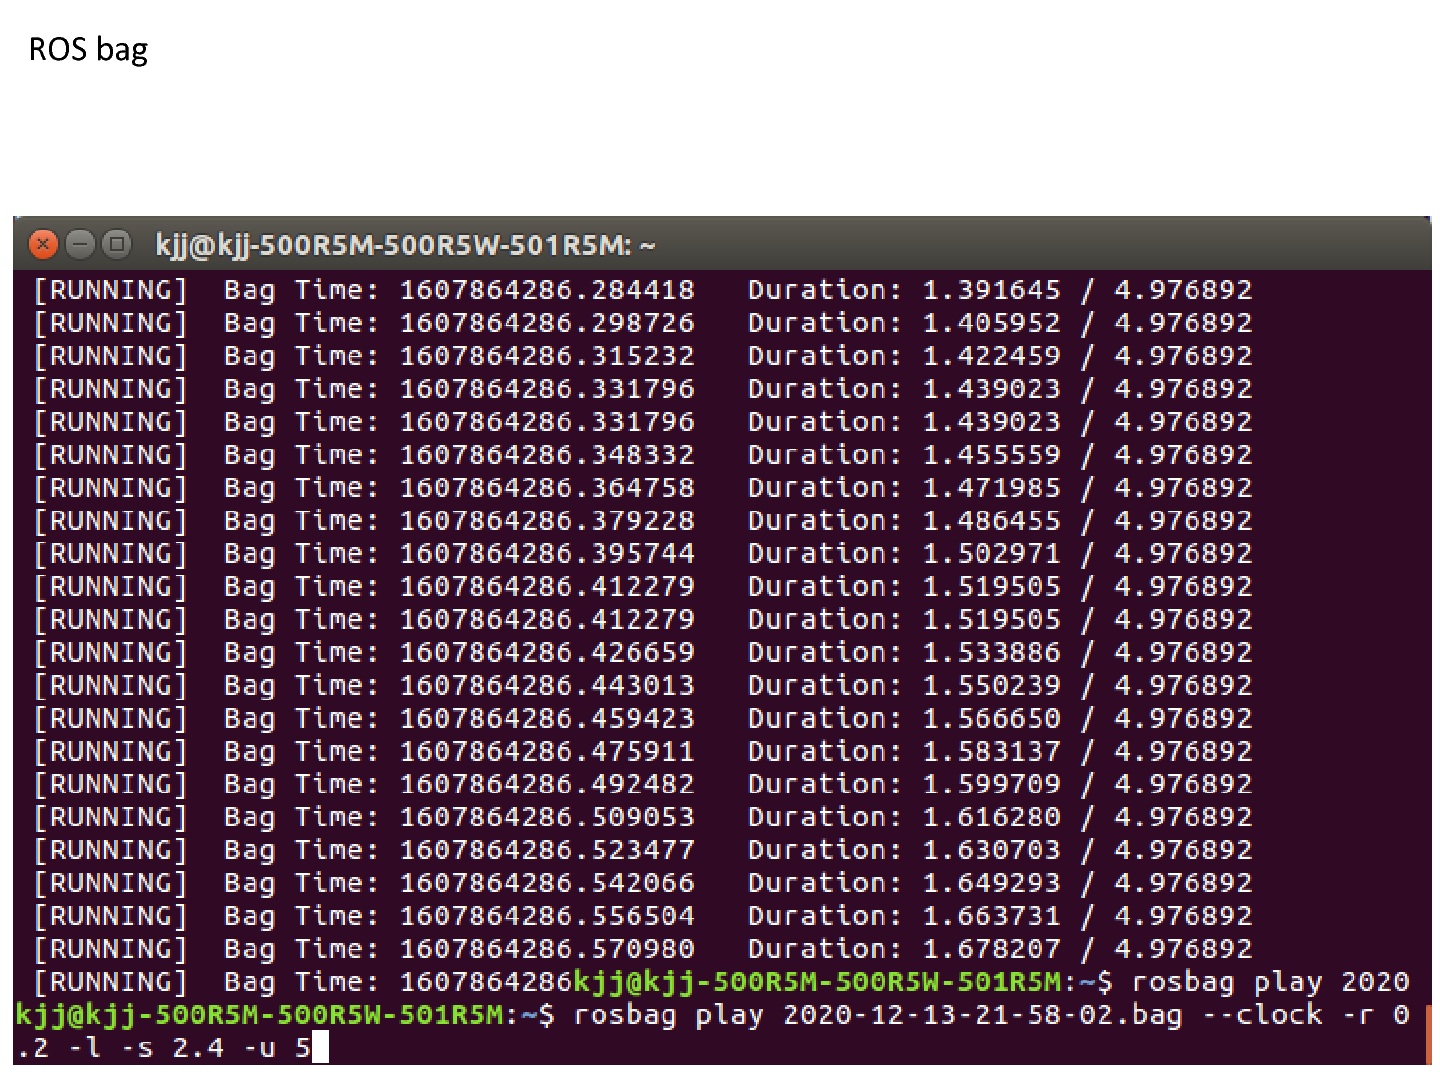 ROS bag
kjj@kjj-500R5M-500R5W-501R5M: ~
[RUNNING]  Bag Time: 1607864286.284418   Duration: 1.391645 / 4.976892
[RUNNING]  Bag Time: 1607864286.298726   Duration: 1.405952 / 4.976892
[RUNNING]  Bag Time: 1607864286.315232   Duration: 1.422459 / 4.976892
[RUNNING]  Bag Time: 1607864286.331796   Duration: 1.439023 / 4.976892
[RUNNING]  Bag Time: 1607864286.331796   Duration: 1.439023 / 4.976892
[RUNNING]  Bag Time: 1607864286.348332   Duration: 1.455559 / 4.976892
[RUNNING]  Bag Time: 1607864286.364758   Duration: 1.471985 / 4.976892
[RUNNING]  Bag Time: 1607864286.379228   Duration: 1.486455 / 4.976892
[RUNNING]  Bag Time: 1607864286.395744   Duration: 1.502971 / 4.976892
[RUNNING]  Bag Time: 1607864286.412279   Duration: 1.519505 / 4.976892
[RUNNING]  Bag Time: 1607864286.412279   Duration: 1.519505 / 4.976892
[RUNNING]  Bag Time: 1607864286.426659   Duration: 1.533886 / 4.976892
[RUNNING]  Bag Time: 1607864286.443013   Duration: 1.550239 / 4.976892
[RUNNING]  Bag Time: 1607864286.459423   Duration: 1.566650 / 4.976892
[RUNNING]  Bag Time: 1607864286.475911   Duration: 1.583137 / 4.976892
[RUNNING]  Bag Time: 1607864286.492482   Duration: 1.599709 / 4.976892
[RUNNING]  Bag Time: 1607864286.509053   Duration: 1.616280 / 4.976892
[RUNNING]  Bag Time: 1607864286.523477   Duration: 1.630703 / 4.976892
[RUNNING]  Bag Time: 1607864286.542066   Duration: 1.649293 / 4.976892
[RUNNING]  Bag Time: 1607864286.556504   Duration: 1.663731 / 4.976892
[RUNNING]  Bag Time: 1607864286.570980   Duration: 1.678207 / 4.976892
[RUNNING]  Bag Time: 1607864286kjj@kjj-500R5M-500R5W-501R5M:~$ rosbag play 2020
kjj@kjj-500R5M-500R5W-501R5M:~$ rosbag play 2020-12-13-21-58-02.bag --clock -r 0
.2 -l -s 2.4 -u 5